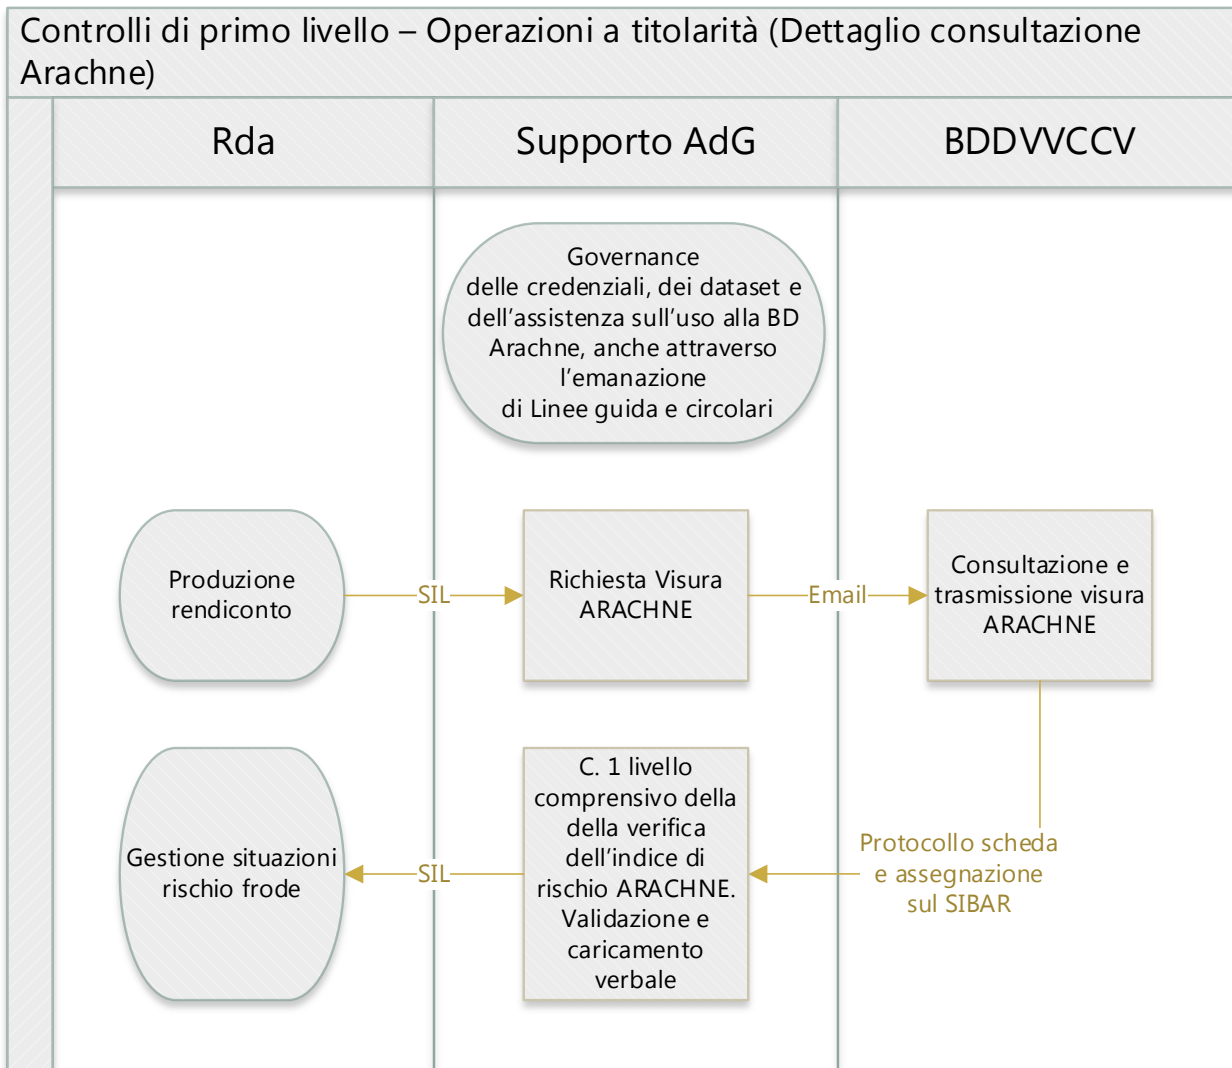 Controlli di primo livello – Operazioni a titolarità (Dettaglio consultazione
Arachne)
Rda
Supporto AdG
BDDVVCCV
Governance
delle credenziali, dei dataset e
dell'assistenza sull'uso alla BD
Arachne, anche attraverso
l'emanazione
di Linee guida e circolari
Produzione
rendiconto
SIL
Richiesta Visura
ARACHNE
Email
Consultazione e
trasmissione visura
ARACHNE
Gestione situazioni
rischio frode
SIL
C. 1 livello
comprensivo della
della verifica
dell'indice di
rischio ARACHNE.
Validazione e
caricamento
verbale
Protocollo scheda
e assegnazione
sul SIBAR